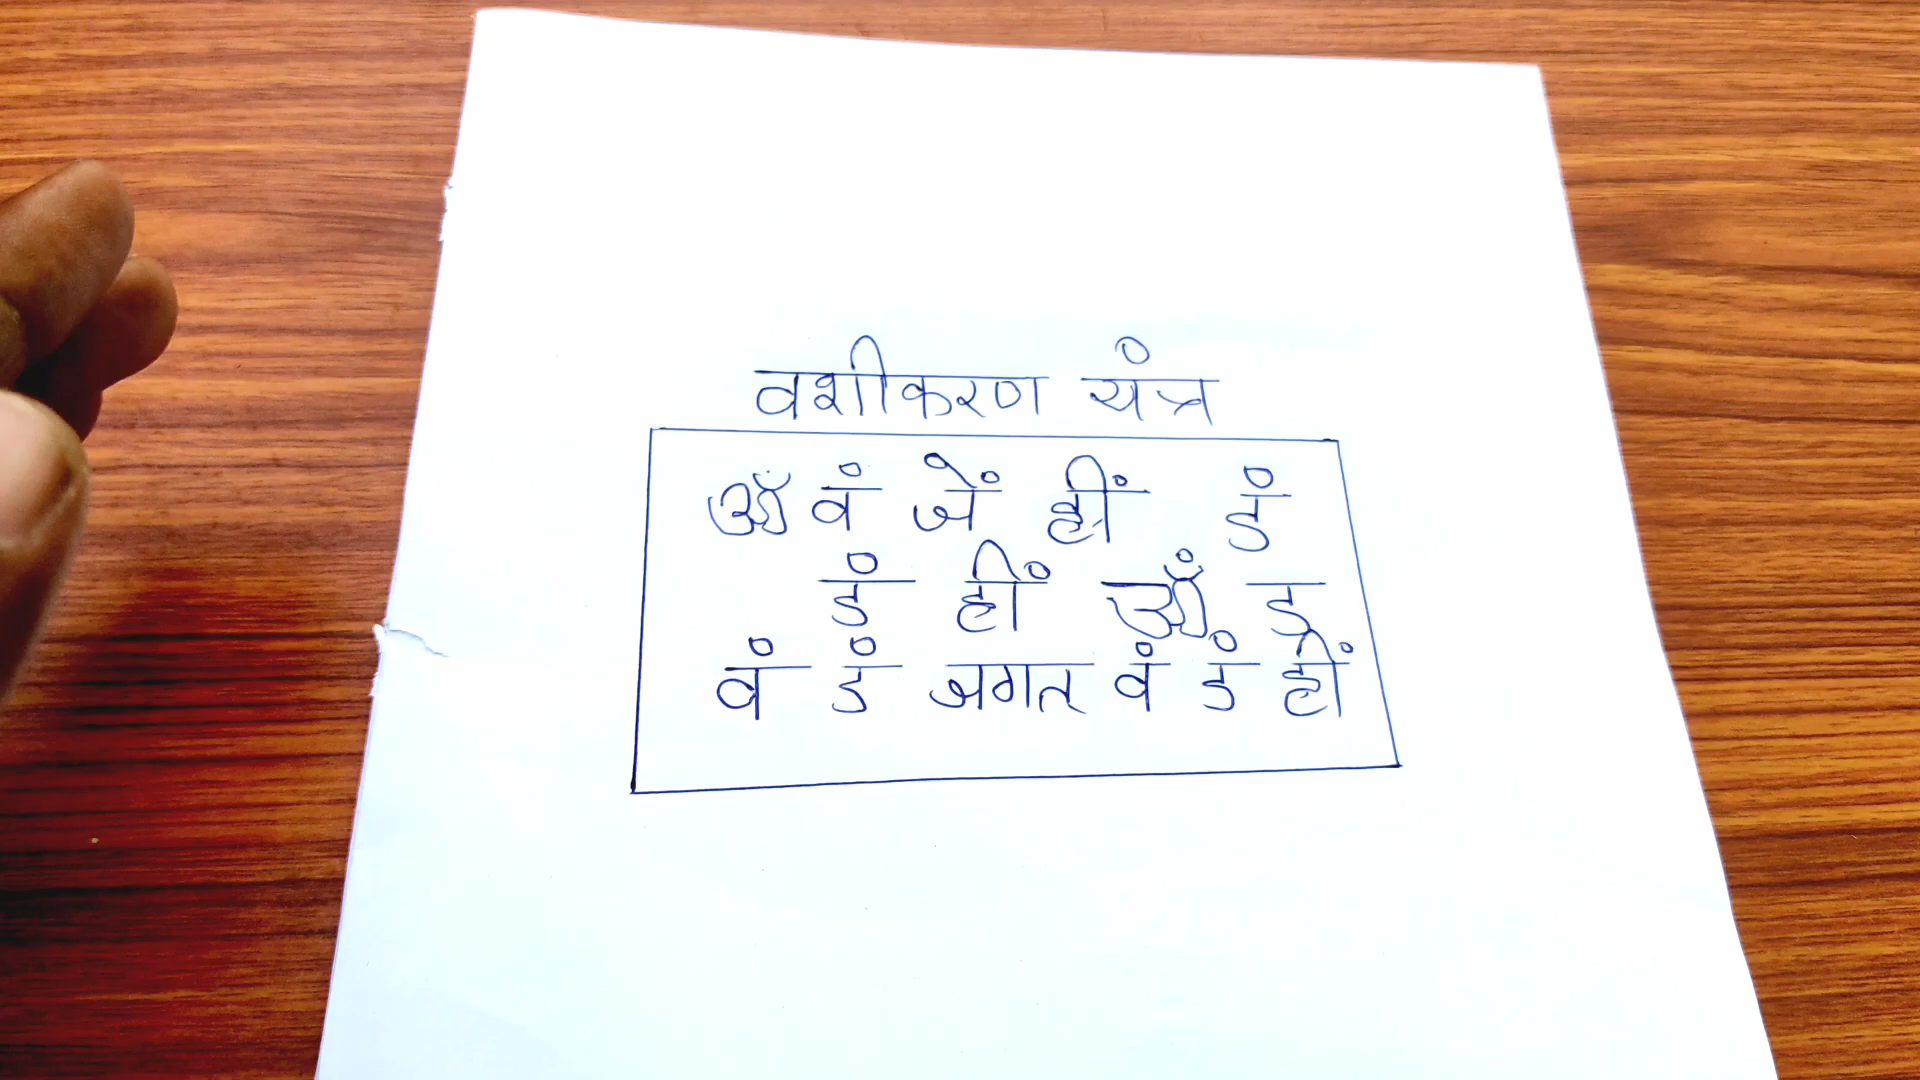 वशीकरण यंत्र
ॐ वं जें हीं डं
डं हीं ॐ ड
वं डं जगत वं डं हीं